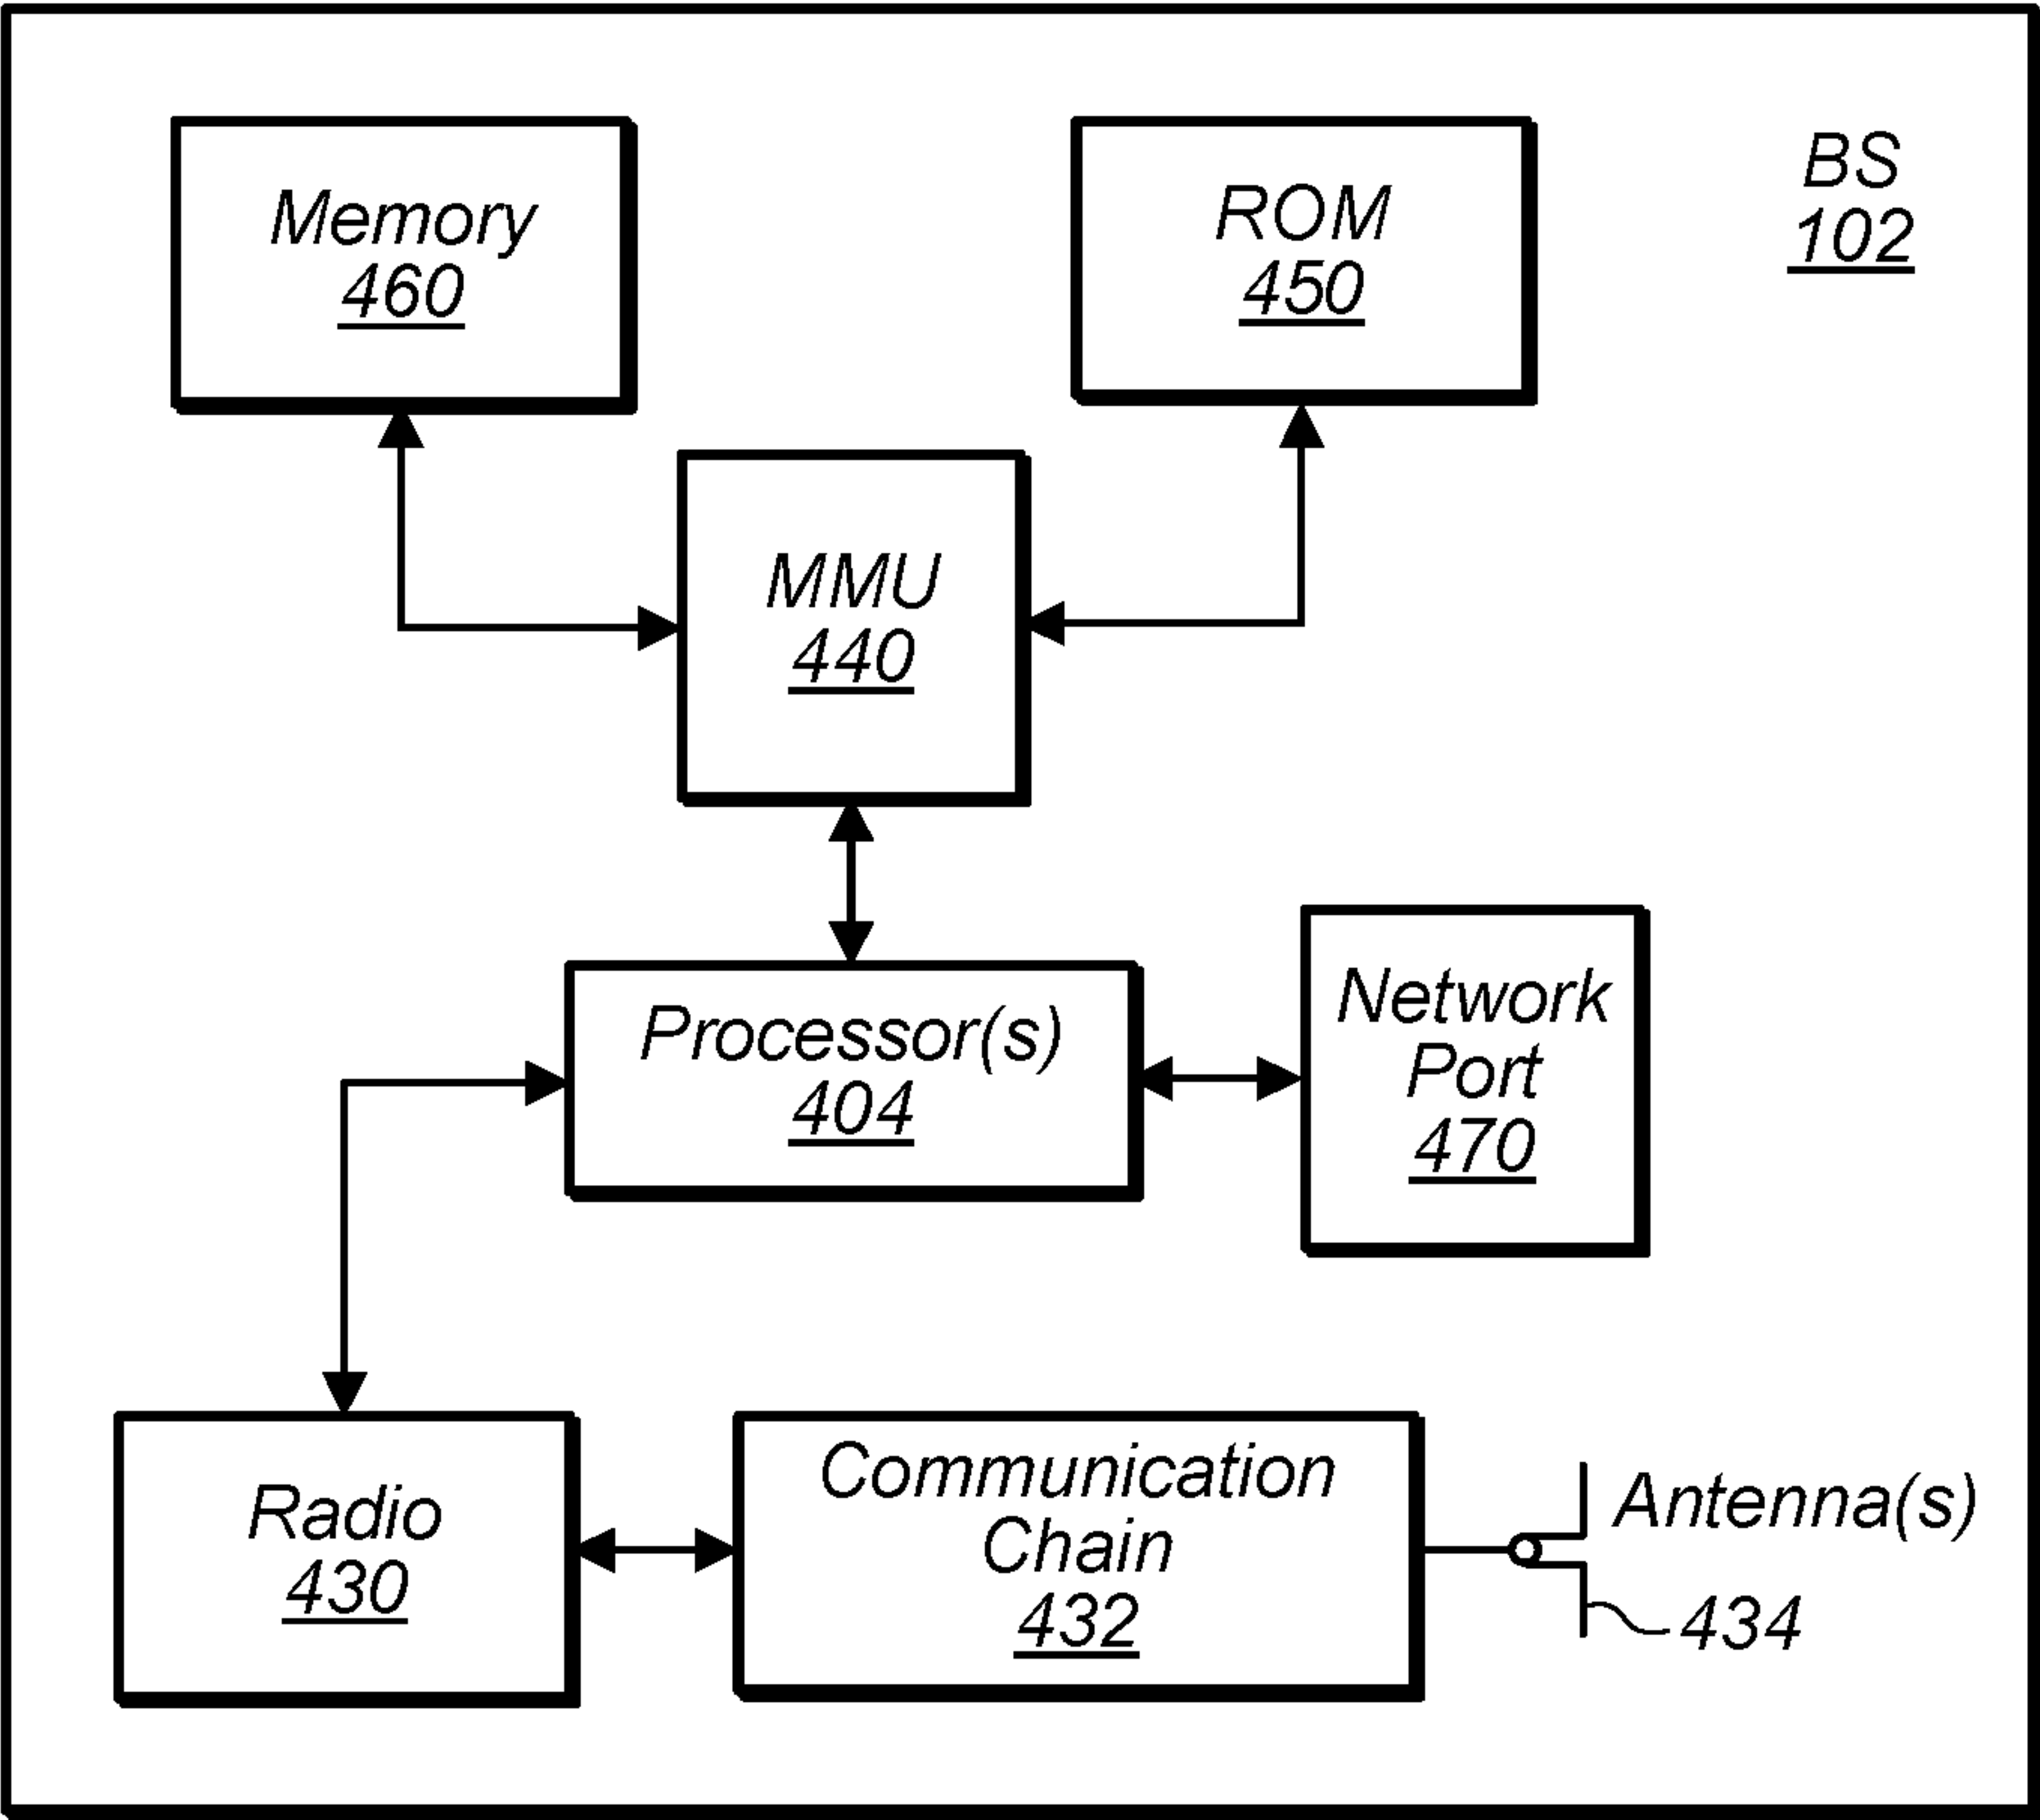 BS
102
Memory
460
ROM
450
MMU
440
Processor(s)
404
Network
Port
470
Radio
430
Communication
Chain
432
Antenna(s)
434